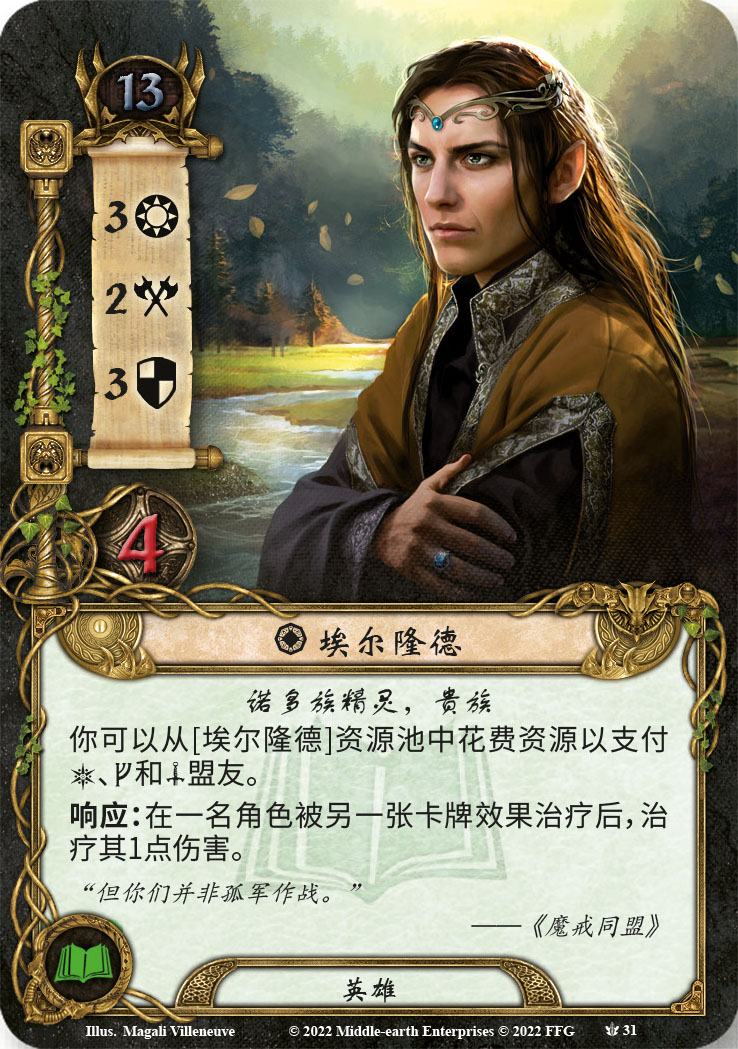 13
3
2
3
4
埃尔隆德
诺多族精灵，贵族
你可以从[埃尔隆德]资源池中花费资源以支付
、和盟友。
响应：在一名角色被另一张卡牌效果治疗后，治
疗其1点伤害。
“但你们并非孤军作战。”
——《魔戒同盟》
英雄
Illus. Magali Villeneuve © 2022 Middle-earth Enterprises © 2022 FFG 31